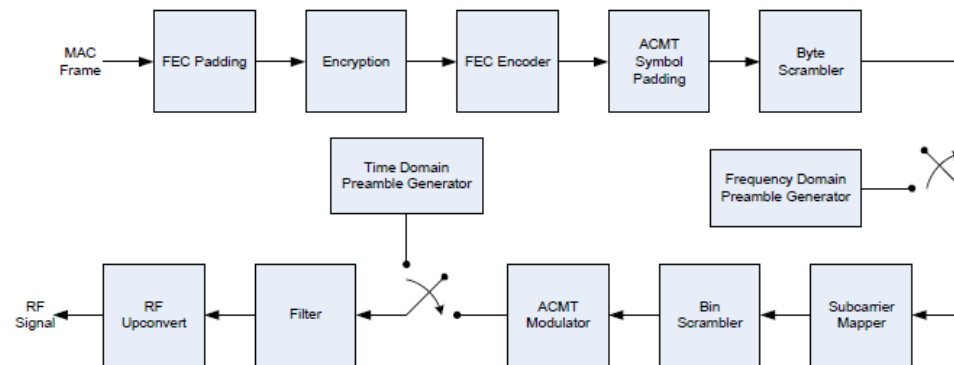 MAC
Frame
FEC Padding
Encryption
FEC Encoder
ACMT
Symbol
Padding
Byte
Scrambler
Time Domain
Preamble Generator
Frequency Domain
Preamble Generator
RF
Signal
RF
Upconvert
Filter
ACMT
Modulator
Bin
Scrambler
Subcarrier
Mapper